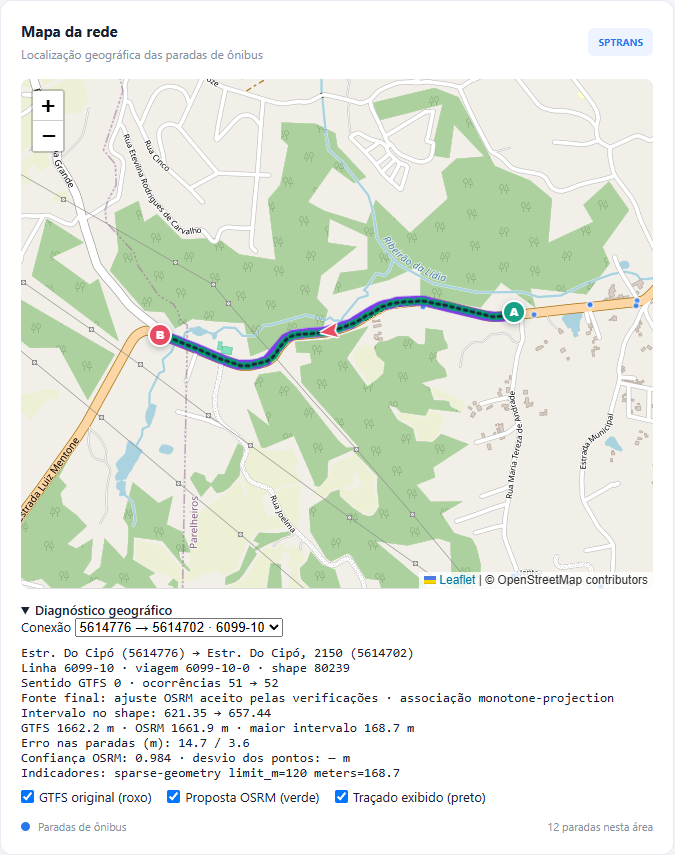 Mapa da rede
Localização geográfica das paradas de ônibus
SPTRANS
+
−
Rua Cinco
Rua Etevilna Rodrigues de Carvalho
Ribeirão da Lídia
A
B
Estrada Luiz Mentone
Parelheiros
Rua Joelma
Rua Maria Tereza de Andrade
Estrada Municipal
Leaflet | © OpenStreetMap contributors
▼ Diagnóstico geográfico
Conexão 5614776 → 5614702 · 6099-10
Estr. Do Cipó (5614776) → Estr. Do Cipó, 2150 (5614702)
Linha 6099-10 · viagem 6099-10-0 · shape 80239
Sentido GTFS 0 · ocorrências 51 → 52
Fonte final: ajuste OSRM aceito pelas verificações · associação monotone-projection
Intervalo no shape: 621.35 → 657.44
GTFS 1662.2 m · OSRM 1661.9 m · maior intervalo 168.7 m
Erro nas paradas (m): 14.7 / 3.6
Confiança OSRM: 0.984 · desvio dos pontos: — m
Indicadores: sparse-geometry limit_m=120 meters=168.7
GTFS original (roxo) Proposta OSRM (verde) Traçado exibido (preto)
Paradas de ônibus
12 paradas nesta área